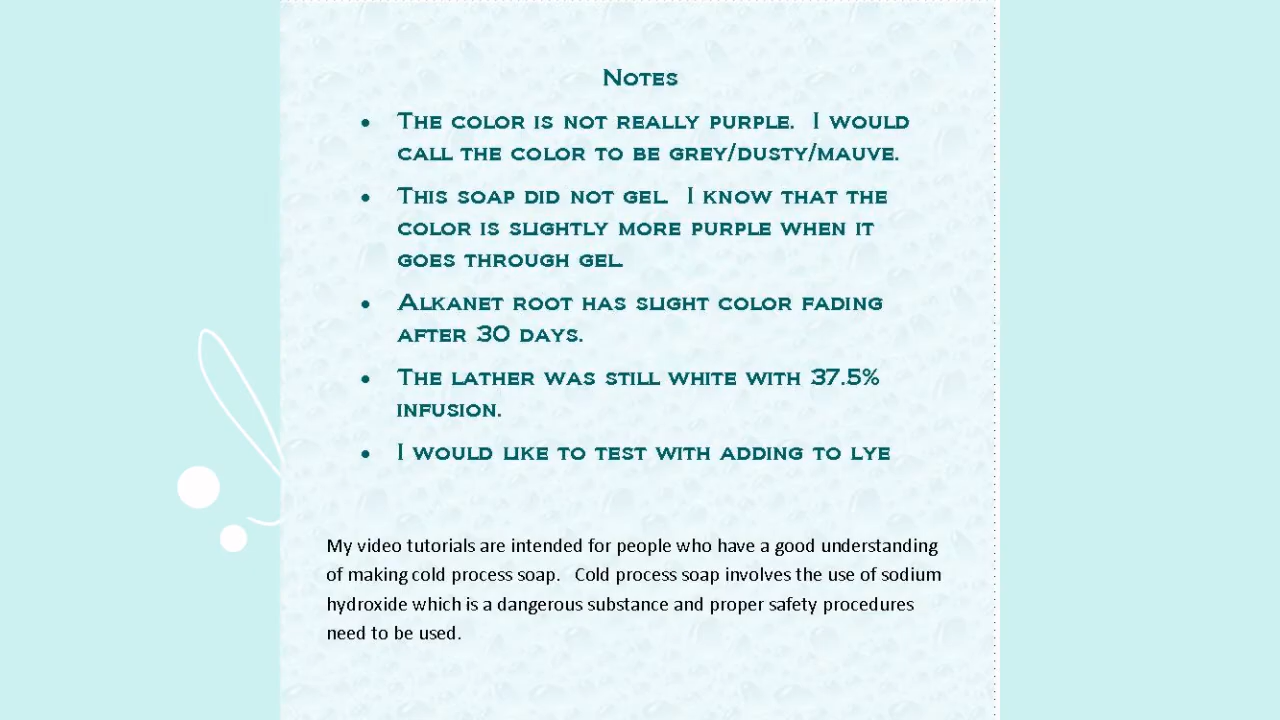 Notes
• The color is not really purple.  I would
call the color to be grey/dusty/mauve.
• This soap did not gel.  I know that the
color is slightly more purple when it
goes through gel.
• Alkanet root has slight color fading
after 30 days.
• The lather was still white with 37.5%
infusion.
• I would like to test with adding to lye
My video tutorials are intended for people who have a good understanding
of making cold process soap.   Cold process soap involves the use of sodium
hydroxide which is a dangerous substance and proper safety procedures
need to be used.